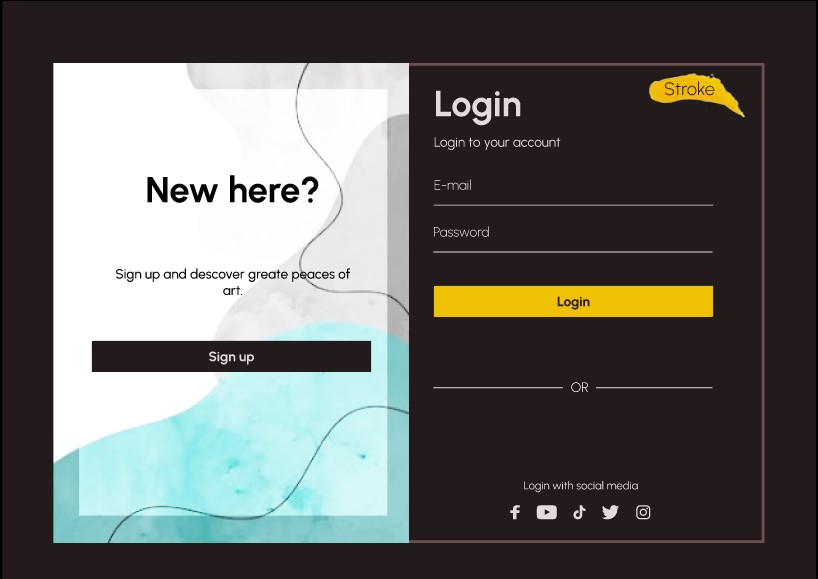 New here?
Sign up and descover greate peaces of
art.
Sign up
Stroke
Login
Login to your account
E-mail
Password
Login
OR
Login with social media